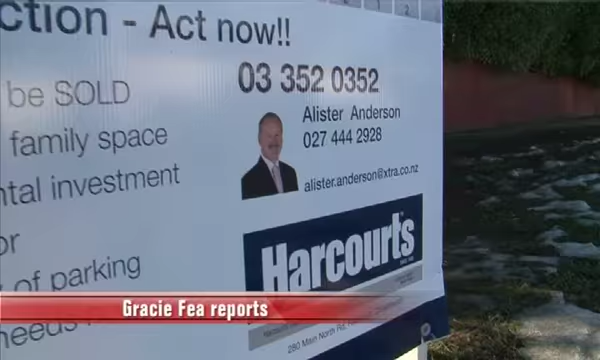 ction - Act now!!
03 352 0352
be SOLD
Alister Anderson
family space
027 444 2928
ntal investment
alister.anderson@xtra.co.nz
or
Harcourts
of parking
Gracie Fea reports
needs
280 Main North Rd,